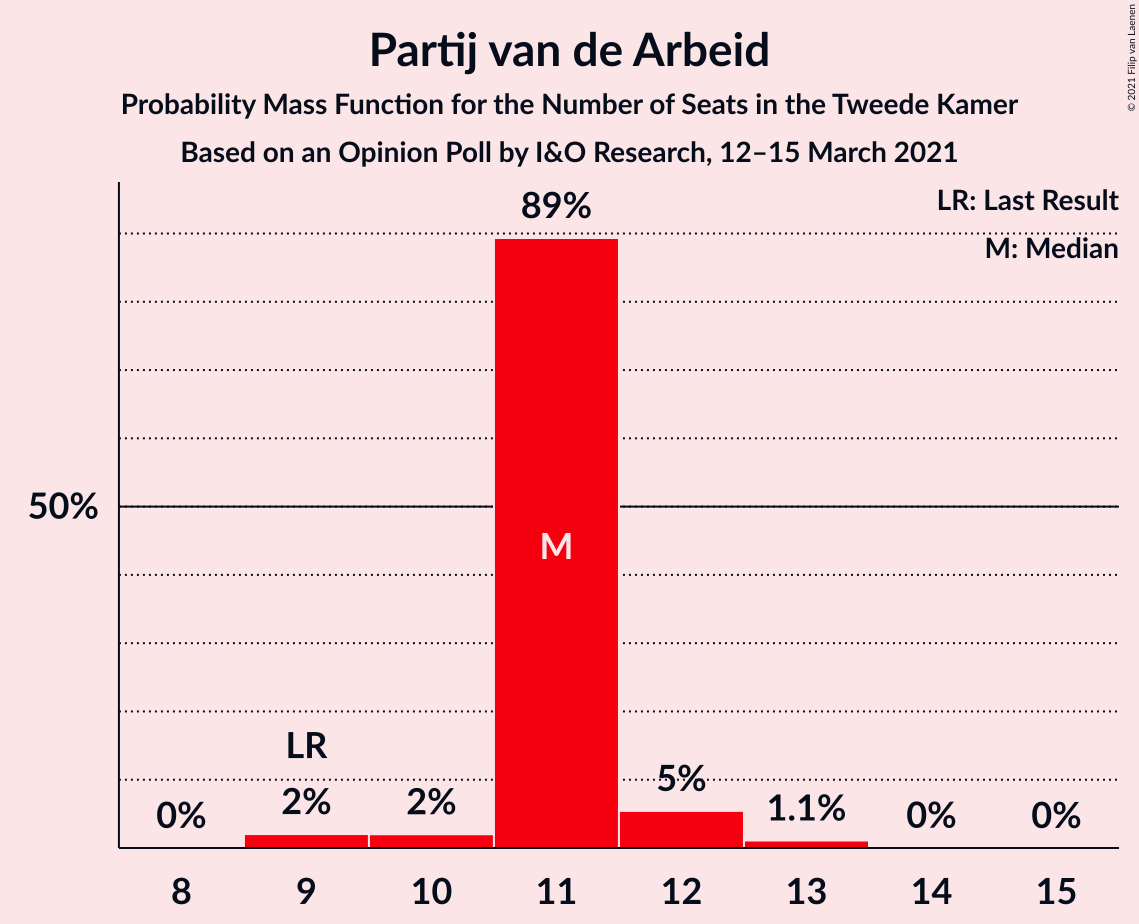 Partij van de Arbeid
Probability Mass Function for the Number of Seats in the Tweede Kamer
Based on an Opinion Poll by I&O Research, 12–15 March 2021
© 2021 Filip van Laenen
LR: Last Result
M: Median
89%
50%
M
LR
0%
2%
2%
5%
1.1%
0%
0%
8 9 10 11 12 13 14 15